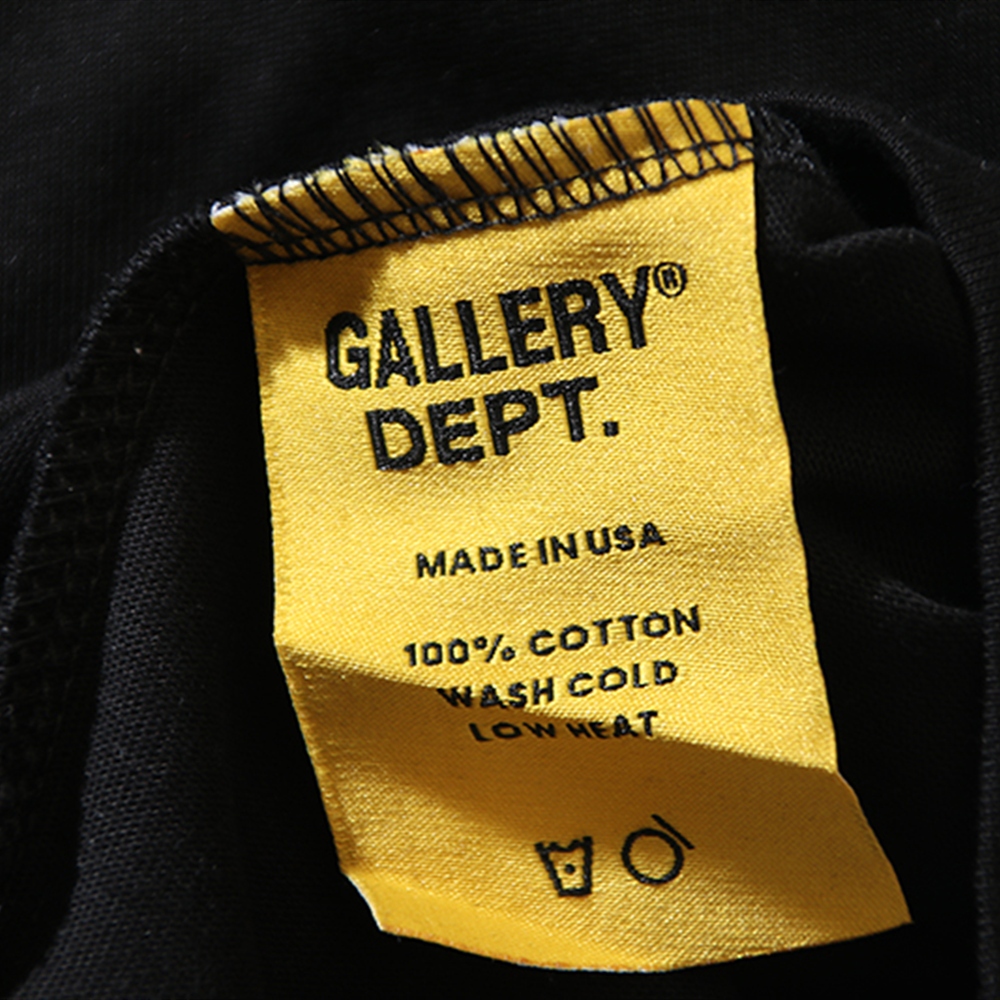 GALLERY®
DEPT.
MADE IN USA
100% COTTON
WASH COLD
LOW HEAT